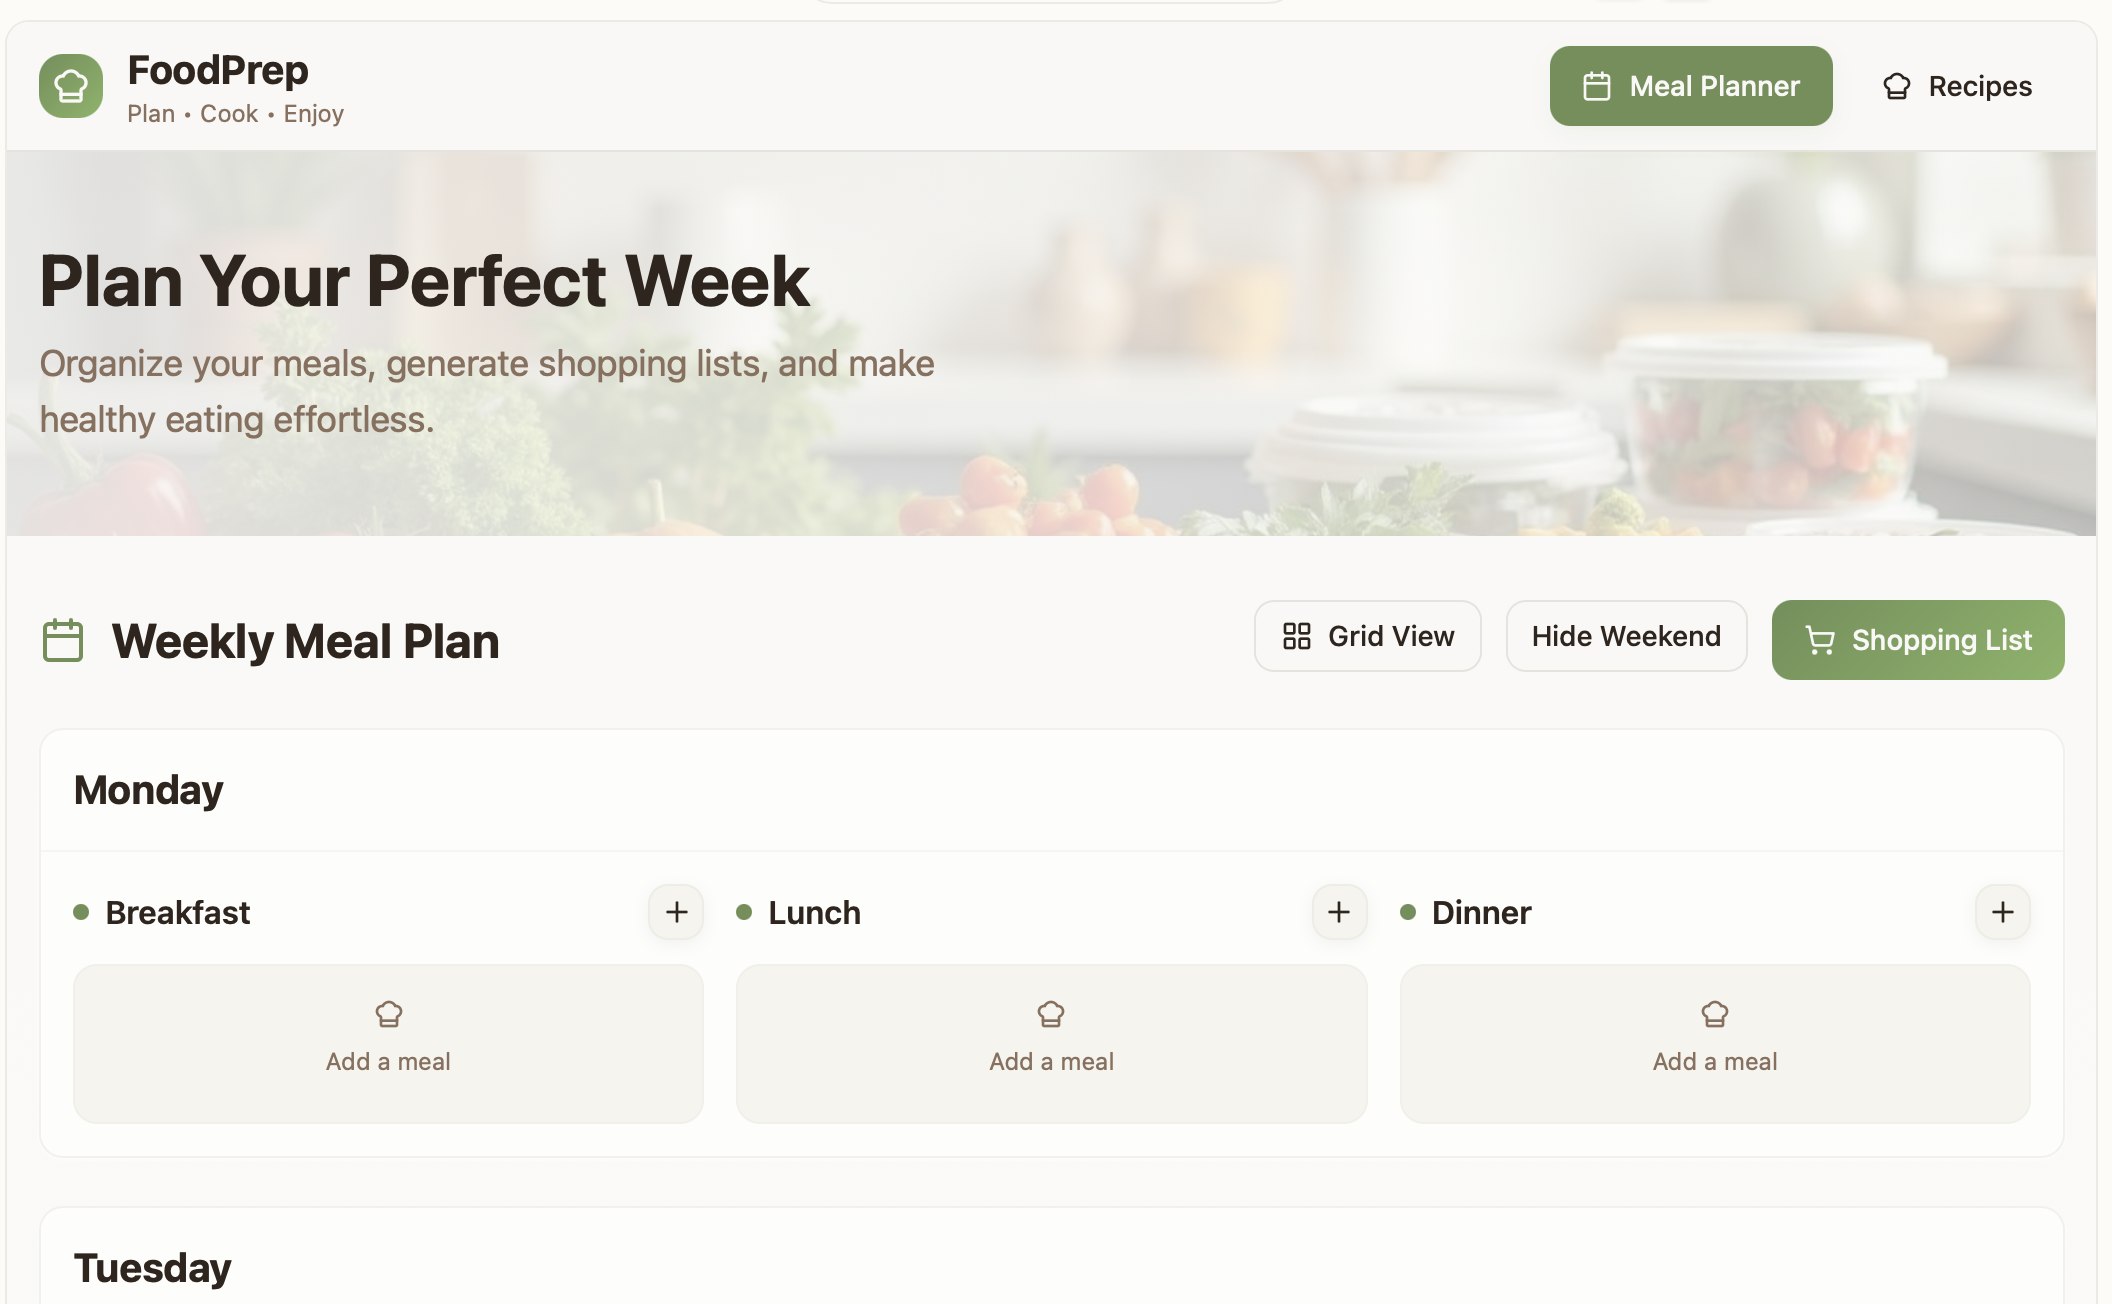 FoodPrep
Plan • Cook • Enjoy
Meal Planner
Recipes
Plan Your Perfect Week
Organize your meals, generate shopping lists, and make
healthy eating effortless.
Weekly Meal Plan
Grid View
Hide Weekend
Shopping List
Monday
Breakfast
Lunch
Dinner
Add a meal
Add a meal
Add a meal
Tuesday